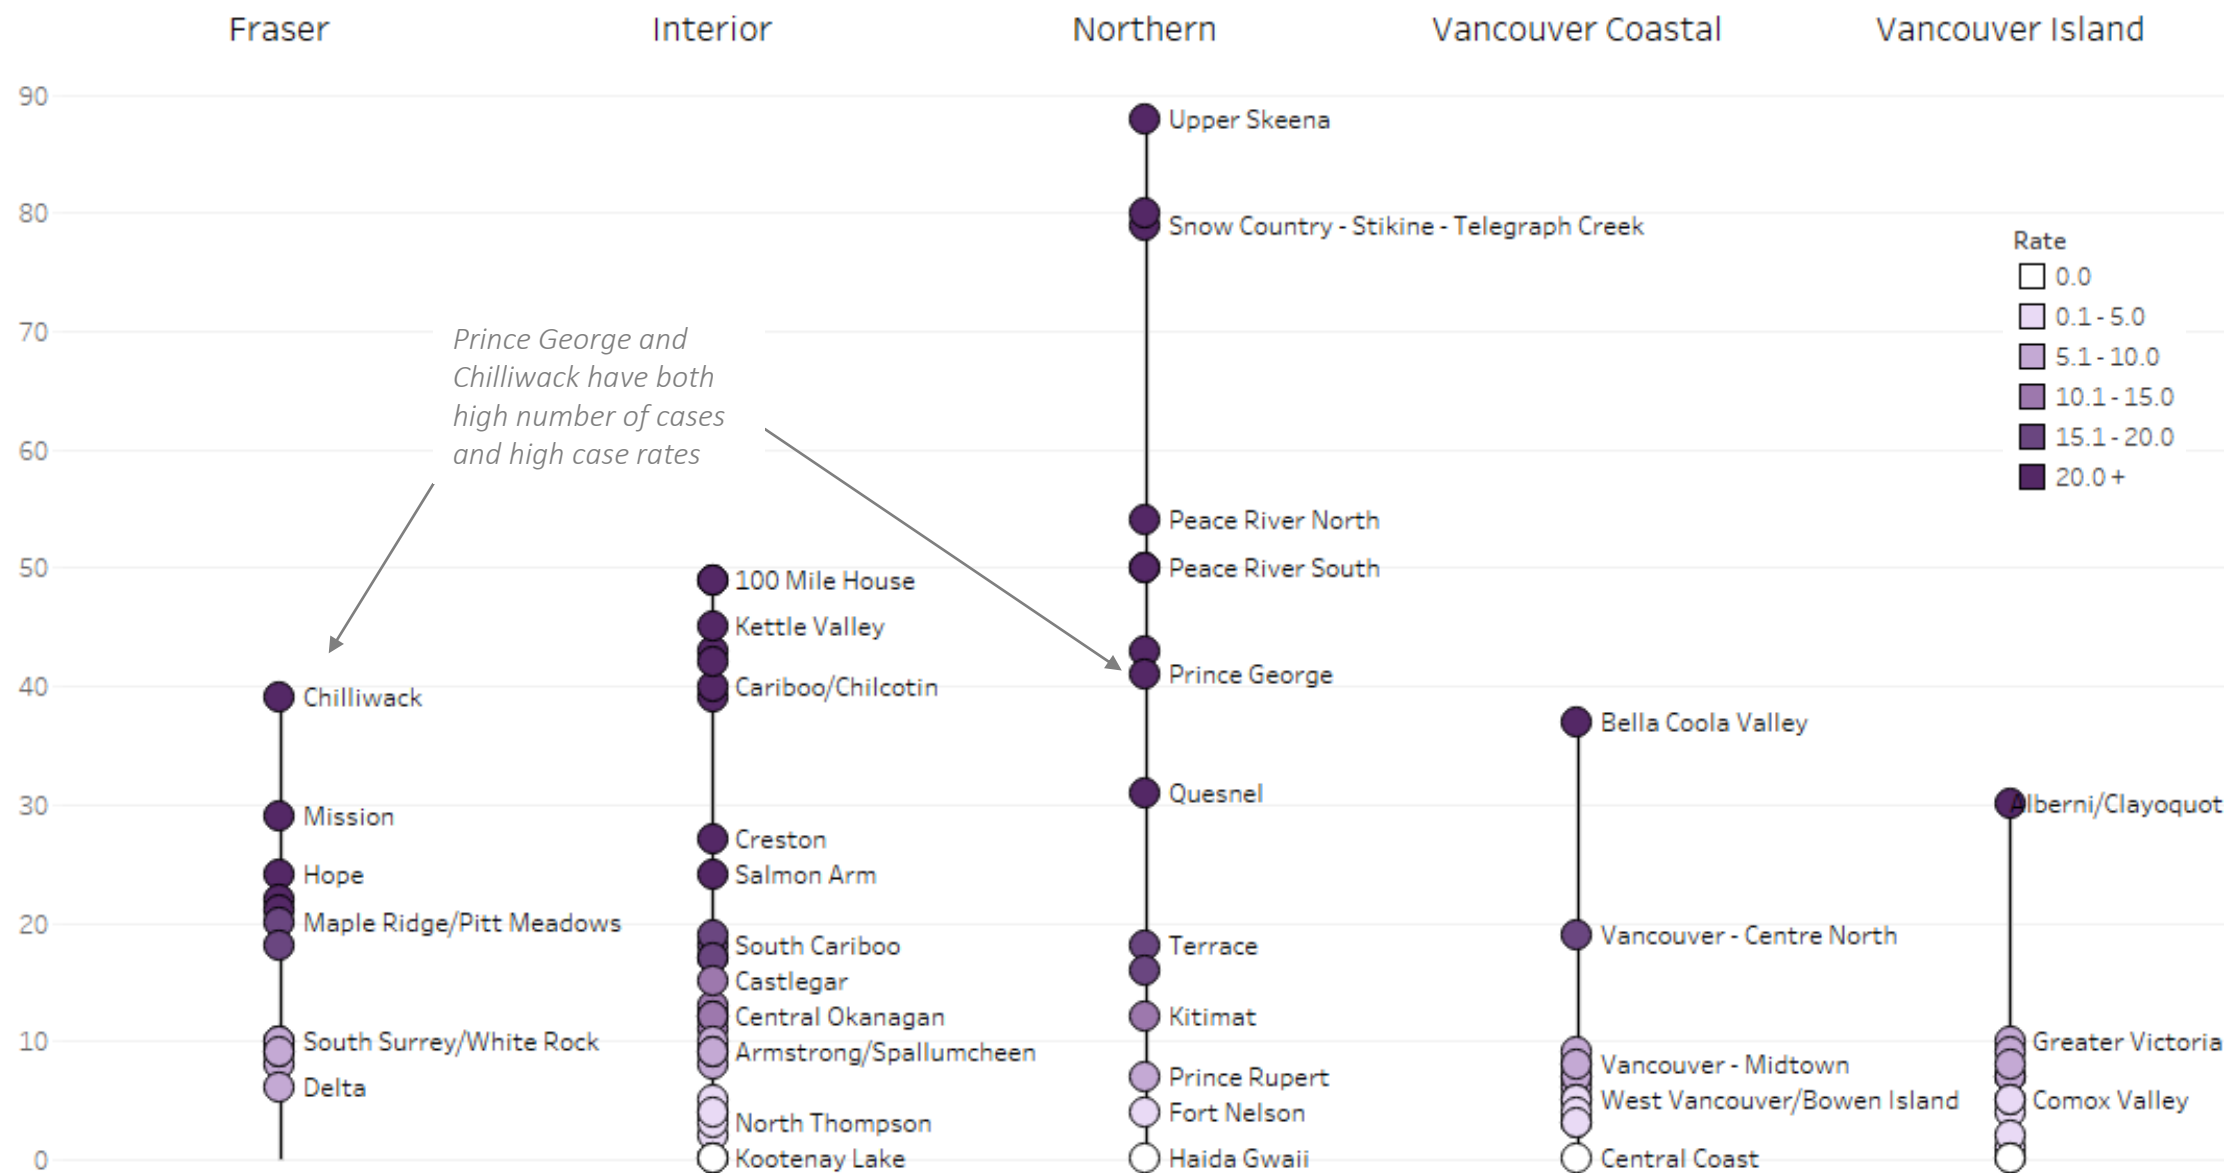 Fraser
Interior
Northern
Vancouver Coastal
Vancouver Island
90
80
70
60
50
40
30
20
10
0
Chilliwack
Mission
Hope
Maple Ridge/Pitt Meadows
South Surrey/White Rock
Delta
Prince George and
Chilliwack have both
high number of cases
and high case rates
100 Mile House
Kettle Valley
Cariboo/Chilcotin
Creston
Salmon Arm
South Cariboo
Castlegar
Central Okanagan
Armstrong/Spallumcheen
North Thompson
Kootenay Lake
Upper Skeena
Snow Country - Stikine - Telegraph Creek
Peace River North
Peace River South
Prince George
Quesnel
Terrace
Kitimat
Prince Rupert
Fort Nelson
Haida Gwaii
Bella Coola Valley
Vancouver - Centre North
Vancouver - Midtown
West Vancouver/Bowen Island
Central Coast
Rate
0.0
0.1 - 5.0
5.1 - 10.0
10.1 - 15.0
15.1 - 20.0
20.0 +
Alberni/Clayoquot
Greater Victoria
Comox Valley